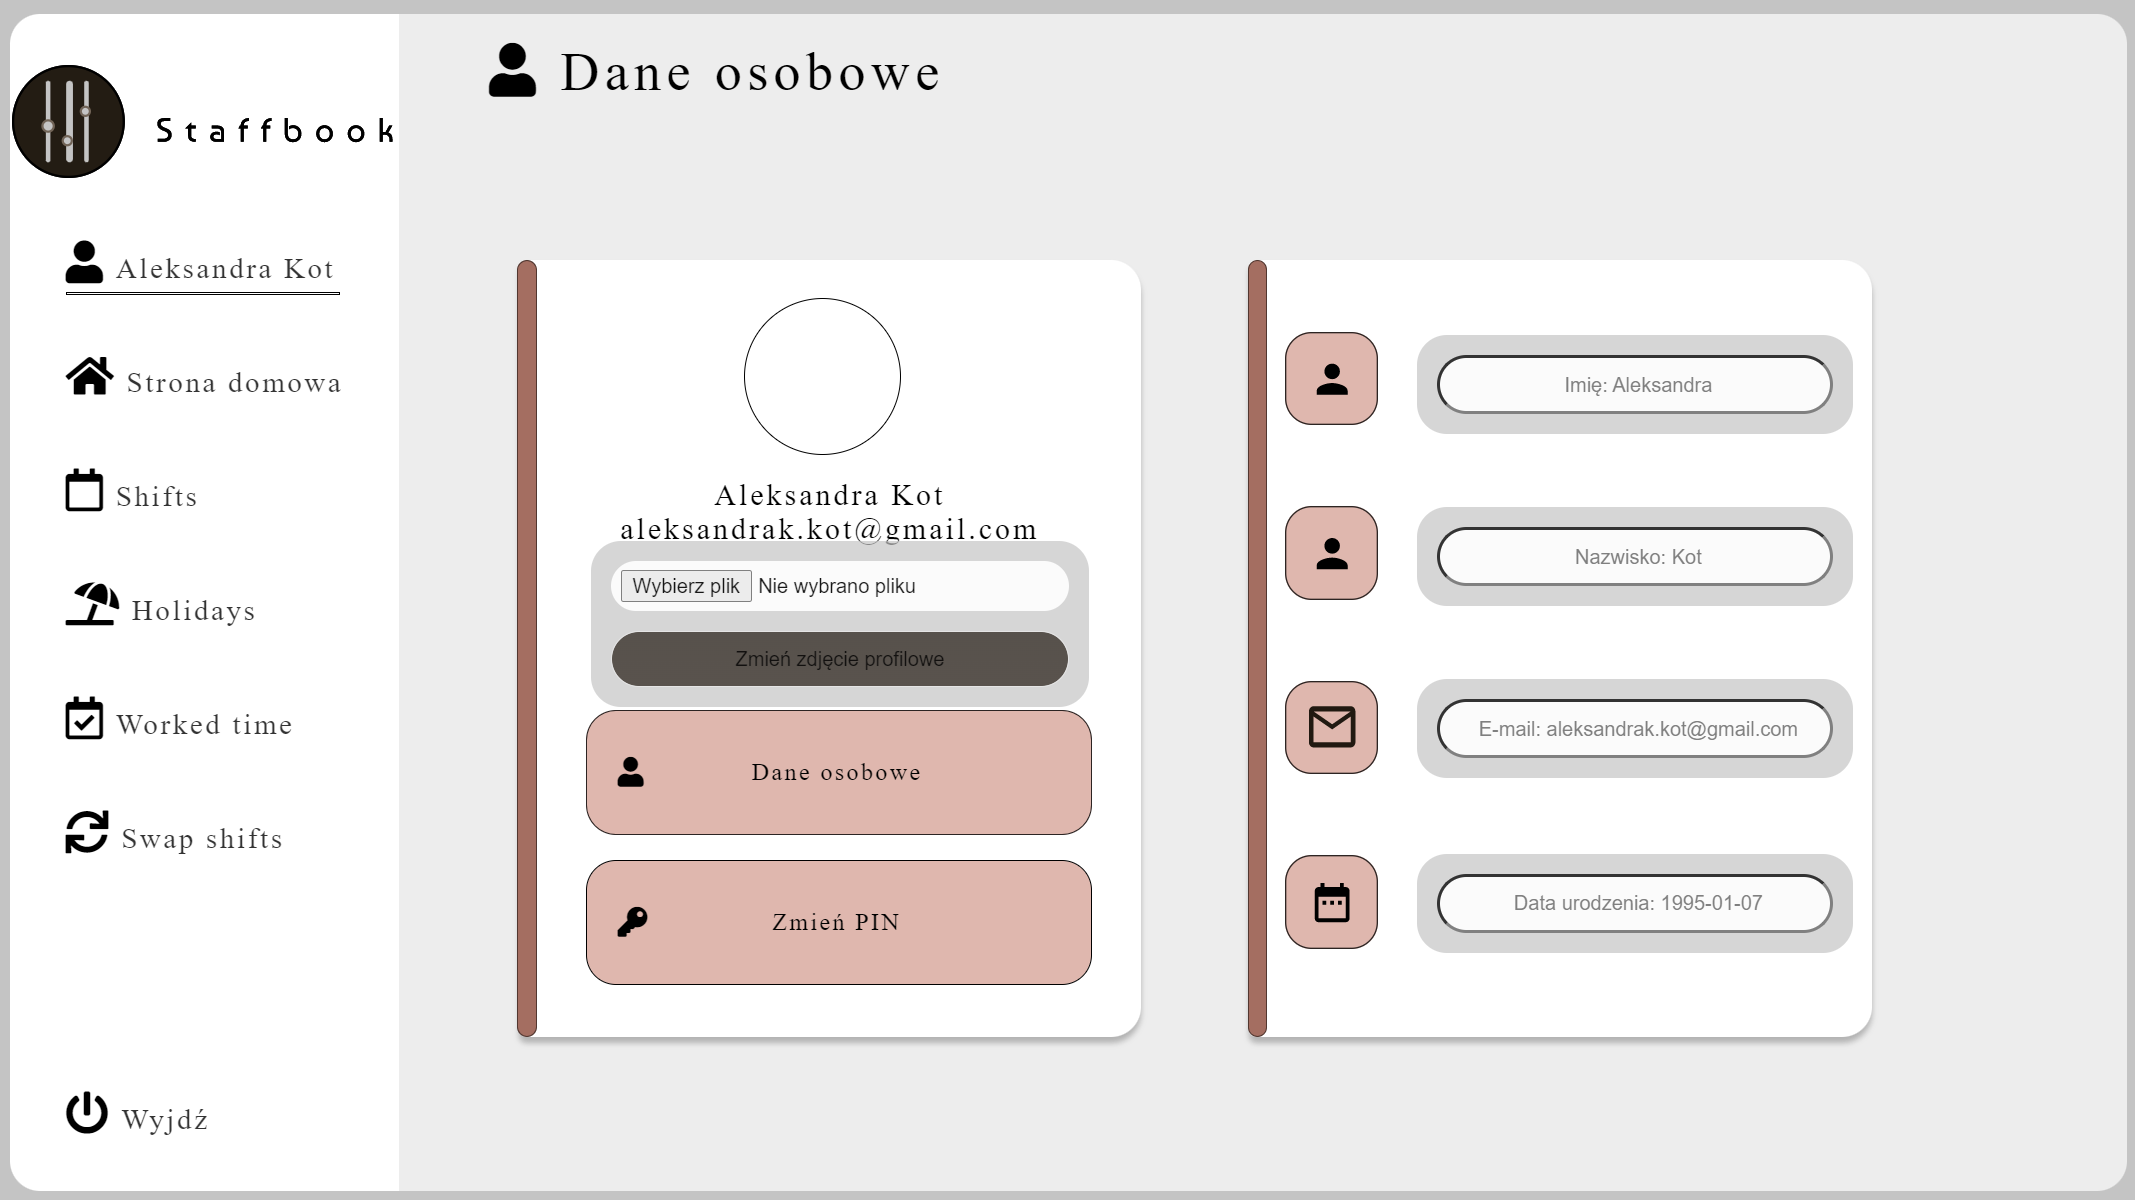 Staffbook
Aleksandra Kot
Strona domowa
Shifts
Holidays
Worked time
Swap shifts
Wyjdź
Dane osobowe
Aleksandra Kot
aleksandrak.kot@gmail.com
Wybierz plik Nie wybrano pliku
Zmień zdjęcie profilowe
Dane osobowe
Zmień PIN
Imię: Aleksandra
Nazwisko: Kot
E-mail: aleksandrak.kot@gmail.com
Data urodzenia: 1995-01-07